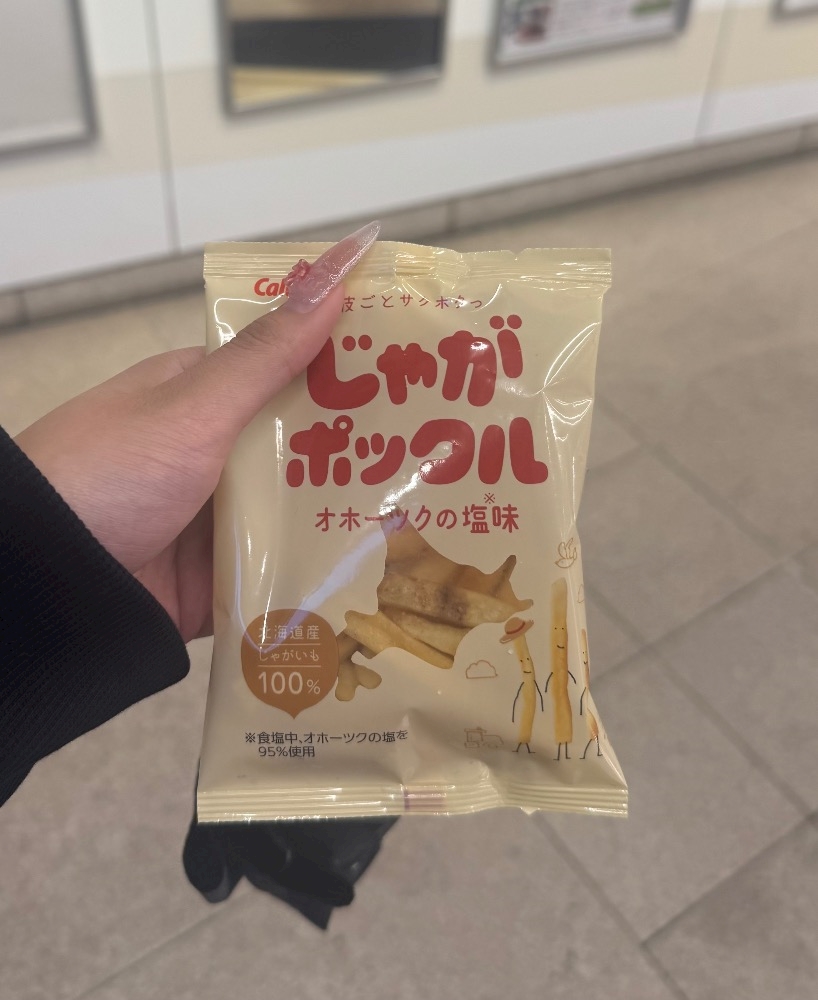 皮ごとサクホクっ
じゃが
ポックル
オホーツクの塩※味
北海道産
じゃがいも
100%
※食塩中、オホーツクの塩を
95%使用